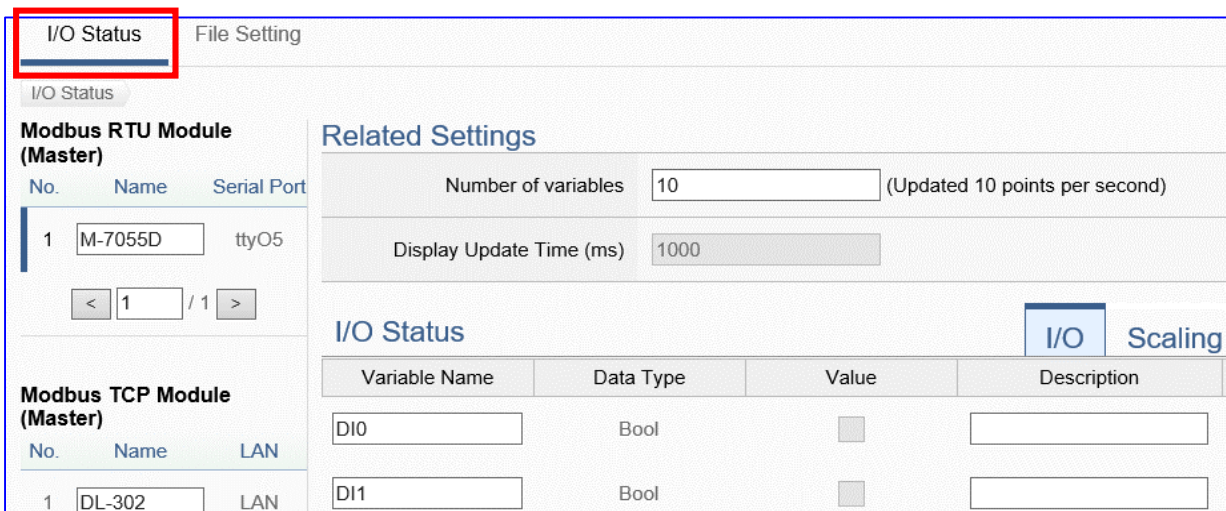 I/O Status File Setting
I/O Status
Modbus RTU Module
(Master)
No. Name Serial Port
1 M-7055D ttyO5
< 1 / 1 >
Modbus TCP Module
(Master)
No. Name LAN
1 DL-302 LAN
Related Settings
Number of variables 10 (Updated 10 points per second)
Display Update Time (ms) 1000
I/O Status I/O Scaling
Variable Name Data Type Value Description
DI0 Bool
DI1 Bool